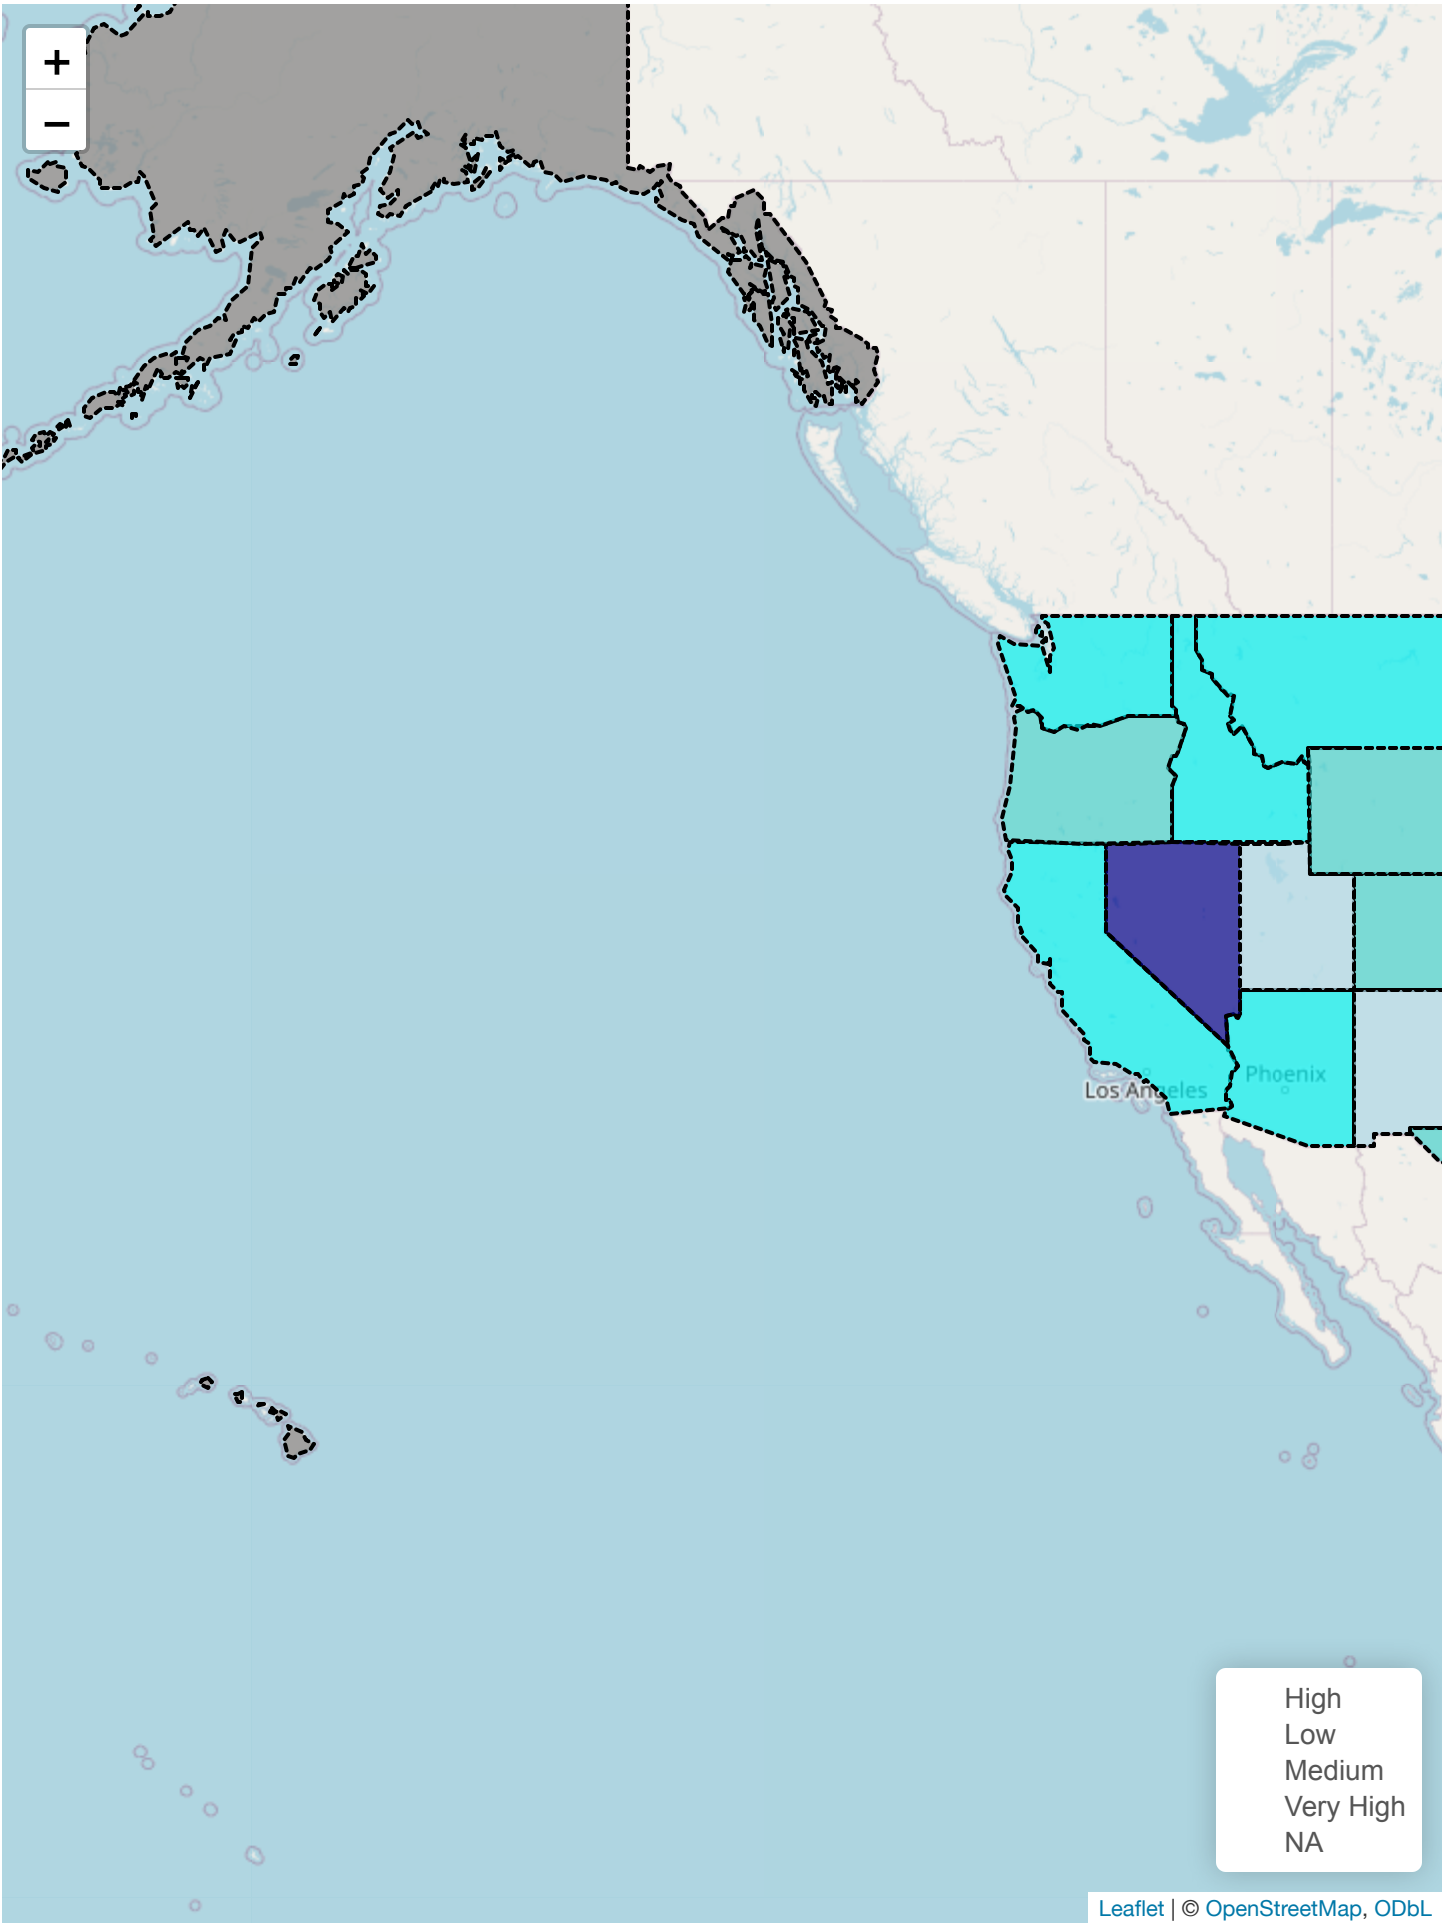 +
−
Los Angeles
Phoenix
High
Low
Medium
Very High
NA
Leaflet | © OpenStreetMap, ODbL